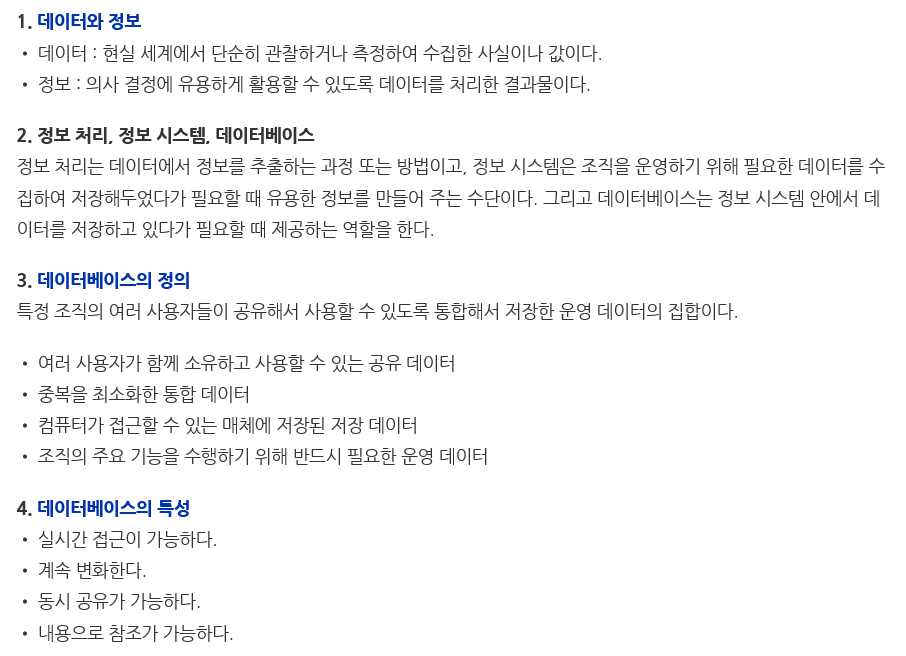 1. 데이터와 정보
• 데이터 : 현실 세계에서 단순히 관찰하거나 측정하여 수집한 사실이나 값이다.
• 정보 : 의사 결정에 유용하게 활용할 수 있도록 데이터를 처리한 결과물이다.
2. 정보 처리, 정보 시스템, 데이터베이스
정보 처리는 데이터에서 정보를 추출하는 과정 또는 방법이고, 정보 시스템은 조직을 운영하기 위해 필요한 데이터를 수
집하여 저장해두었다가 필요할 때 유용한 정보를 만들어 주는 수단이다. 그리고 데이터베이스는 정보 시스템 안에서 데
이터를 저장하고 있다가 필요할 때 제공하는 역할을 한다.
3. 데이터베이스의 정의
특정 조직의 여러 사용자들이 공유해서 사용할 수 있도록 통합해서 저장한 운영 데이터의 집합이다.
• 여러 사용자가 함께 소유하고 사용할 수 있는 공유 데이터
• 중복을 최소화한 통합 데이터
• 컴퓨터가 접근할 수 있는 매체에 저장된 저장 데이터
• 조직의 주요 기능을 수행하기 위해 반드시 필요한 운영 데이터
4. 데이터베이스의 특성
• 실시간 접근이 가능하다.
• 계속 변화한다.
• 동시 공유가 가능하다.
• 내용으로 참조가 가능하다.